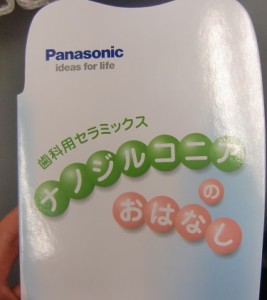 Panasonic
ideas for life
歯科用セラミックス
ナノジルコニア
の
おはなし